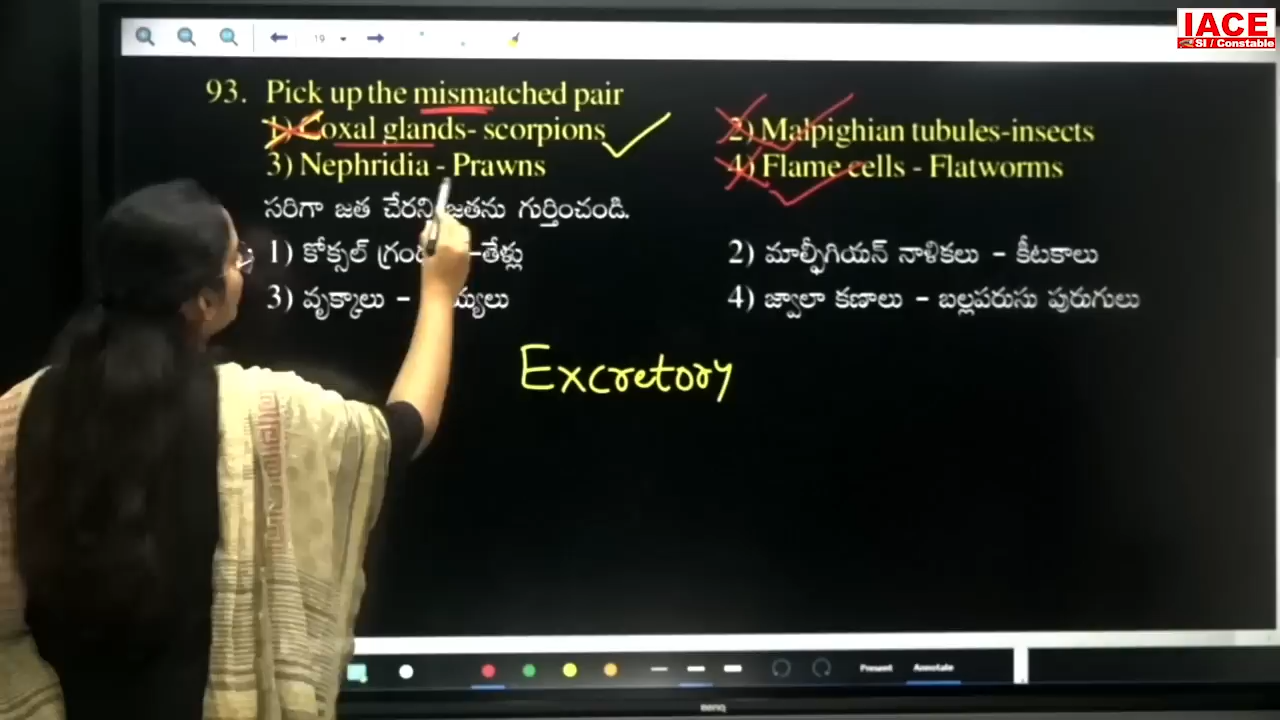 IACE
SI / Constable
19
93. Pick up the mismatched pair
1) Coxal glands- scorpions 2) Malpighian tubules-insects
3) Nephridia - Prawns 4) Flame cells - Flatworms
సరిగా జత చేరని జతను గుర్తించండి.
1) కోక్సల్ –తేళ్లు 2) మాల్ఫీగియన్ నాళికలు – కీటకాలు
3) వృక్కాలు – 4) జ్వాలా కణాలు – బల్లపరుసు పురుగులు
Excretory
Present Annotate
BenQ